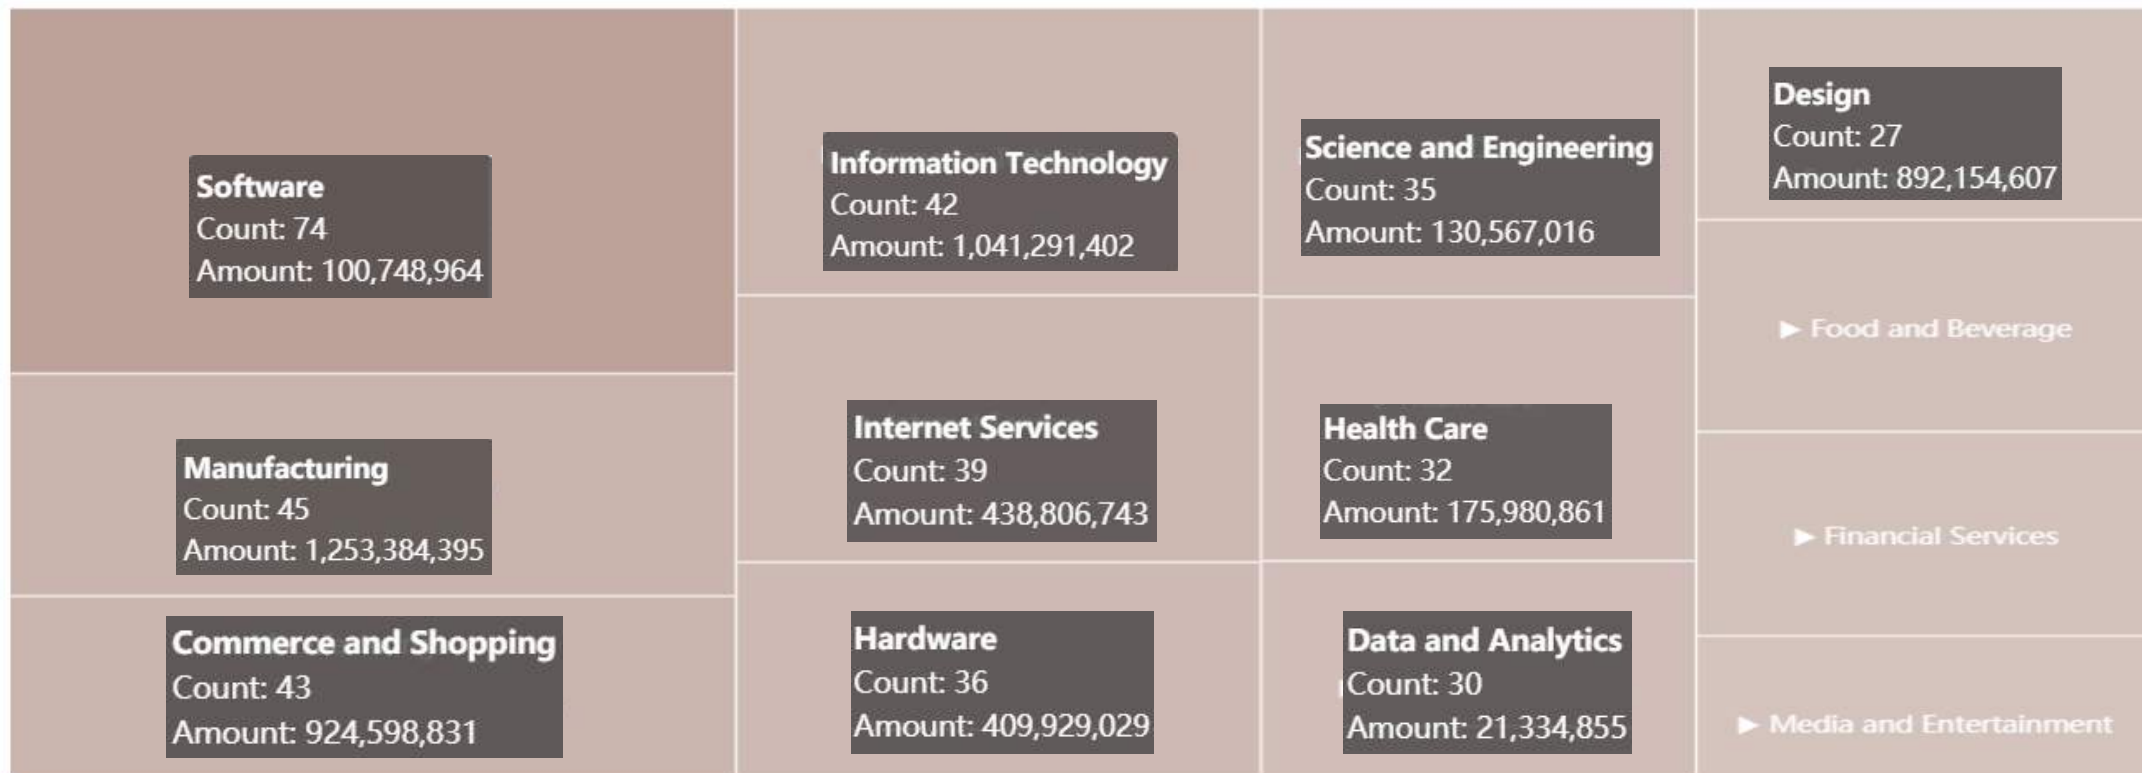 Software
Count: 74
Amount: 100,748,964
Manufacturing
Count: 45
Amount: 1,253,384,395
Commerce and Shopping
Count: 43
Amount: 924,598,831
Information Technology
Count: 42
Amount: 1,041,291,402
Internet Services
Count: 39
Amount: 438,806,743
Hardware
Count: 36
Amount: 409,929,029
Science and Engineering
Count: 35
Amount: 130,567,016
Health Care
Count: 32
Amount: 175,980,861
Data and Analytics
Count: 30
Amount: 21,334,855
Design
Count: 27
Amount: 892,154,607
▶ Food and Beverage
▶ Financial Services
▶ Media and Entertainment